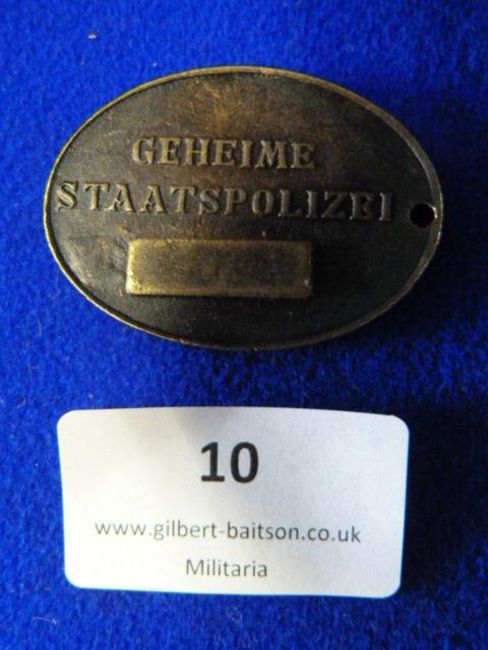 GEHEIME
STAATSPOLIZEI
10
www.gilbert-baitson.co.uk
Militaria